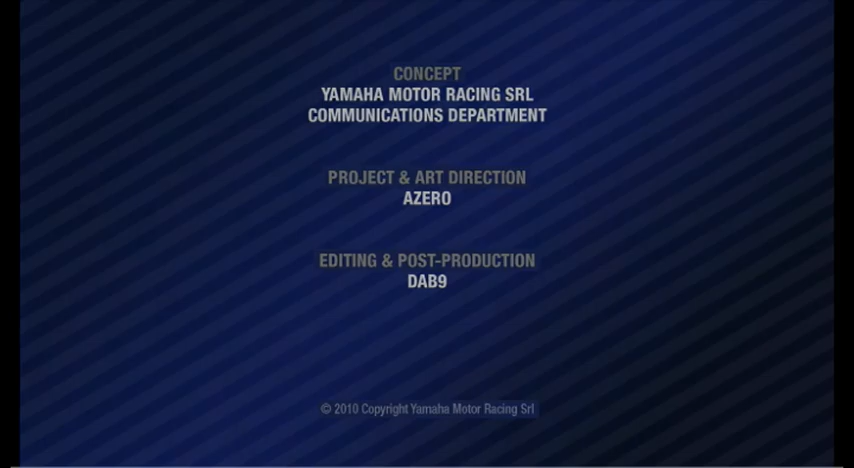 CONCEPT
YAMAHA MOTOR RACING SRL
COMMUNICATIONS DEPARTMENT
PROJECT & ART DIRECTION
AZERO
EDITING & POST-PRODUCTION
DAB9
© 2010 Copyright Yamaha Motor Racing Srl